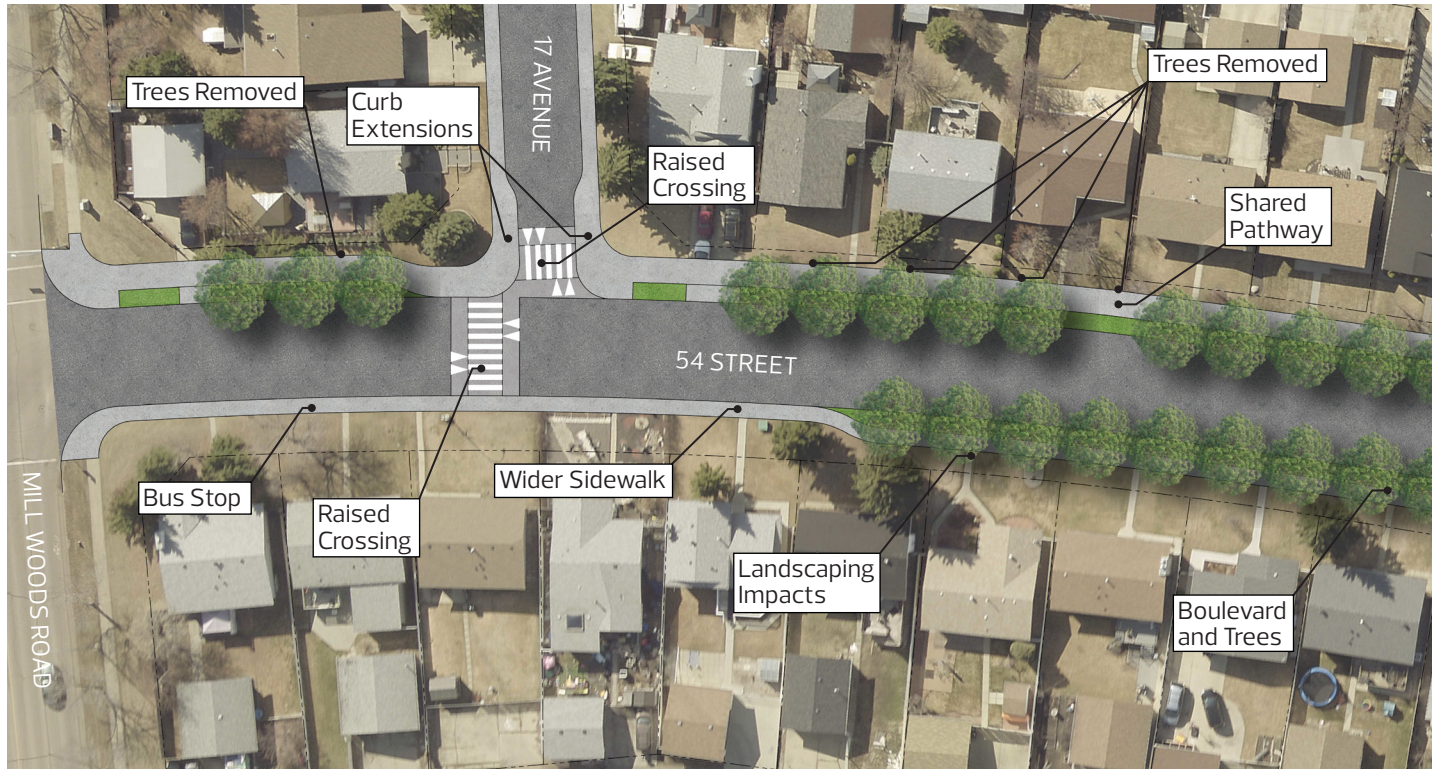 17 AVENUE
Trees Removed
Trees Removed
Curb
Extensions
Raised
Crossing
Shared
Pathway
54 STREET
Wider Sidewalk
Bus Stop
Raised
Crossing
Landscaping
Impacts
Boulevard
and Trees
MILL WOODS ROAD